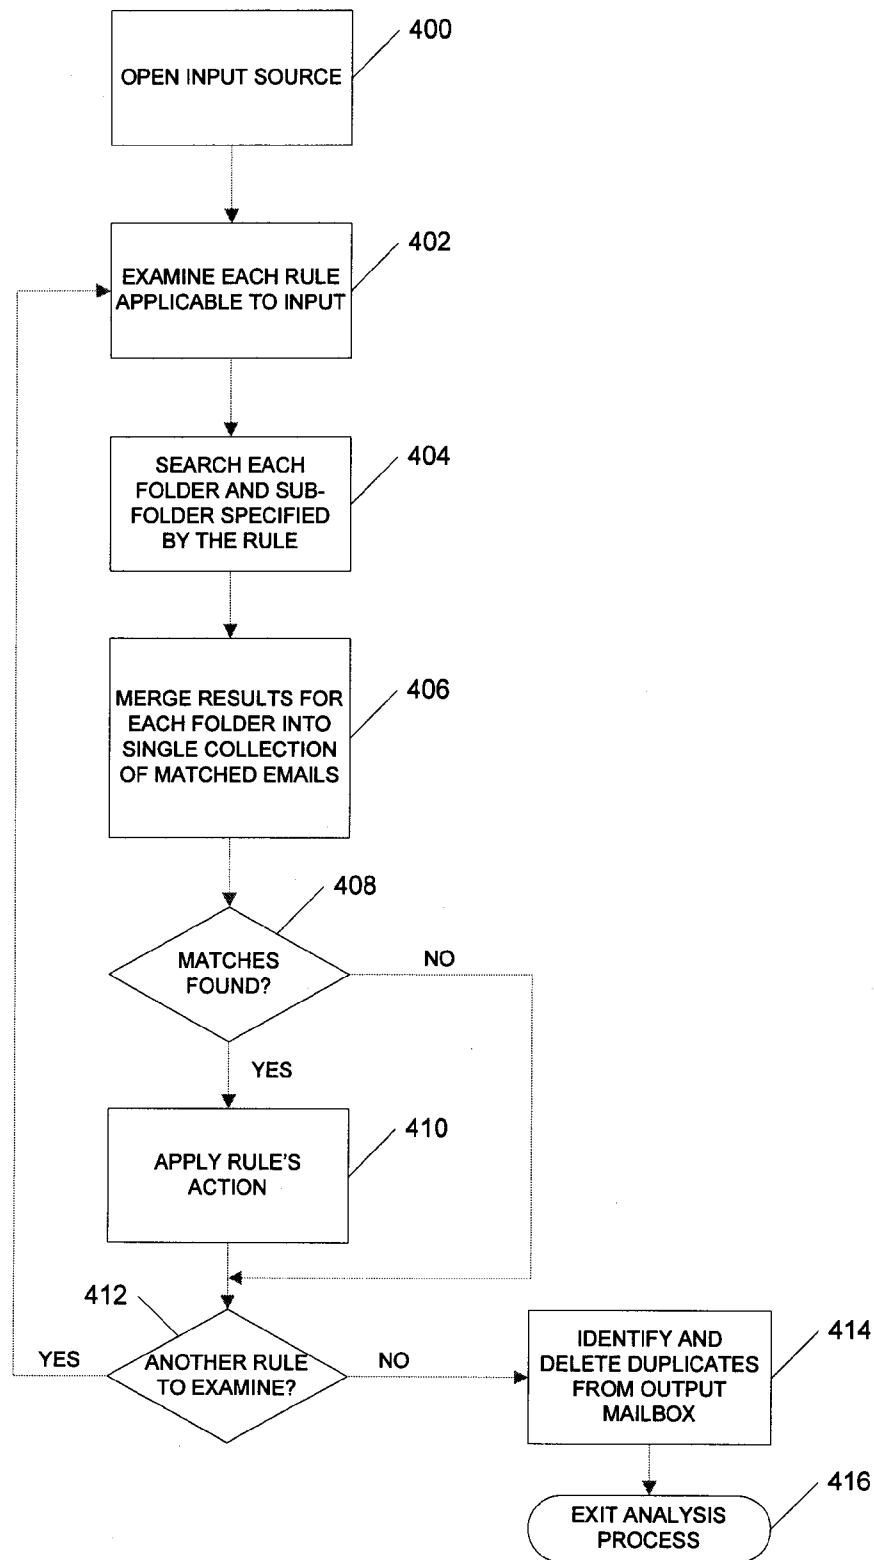 400
OPEN INPUT SOURCE
402
EXAMINE EACH RULE
APPLICABLE TO INPUT
404
SEARCH EACH
FOLDER AND SUB-
FOLDER SPECIFIED
BY THE RULE
406
MERGE RESULTS FOR
EACH FOLDER INTO
SINGLE COLLECTION
OF MATCHED EMAILS
408
MATCHES
FOUND?
NO
YES
410
APPLY RULE'S
ACTION
412
ANOTHER RULE
TO EXAMINE?
YES
NO
414
IDENTIFY AND
DELETE DUPLICATES
FROM OUTPUT
MAILBOX
416
EXIT ANALYSIS
PROCESS